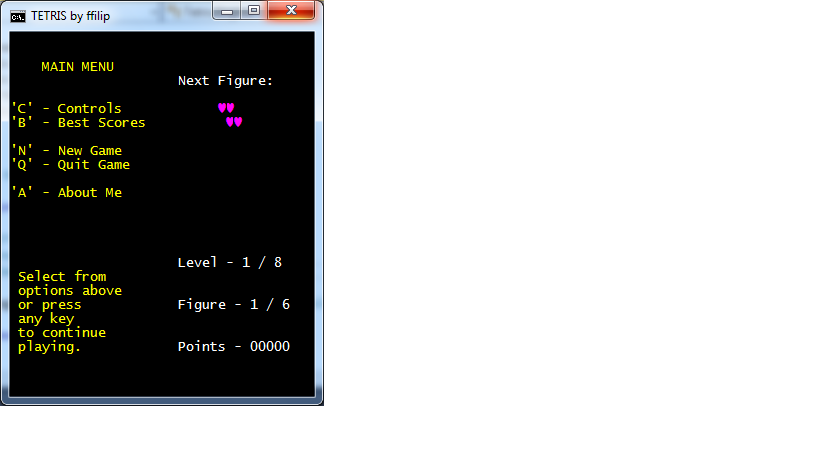 TETRIS by ffilip
MAIN MENU
Next Figure:
'C' - Controls
'B' - Best Scores
'N' - New Game
'Q' - Quit Game
'A' - About Me
Level - 1 / 8
Select from
options above
or press
any key
to continue
playing.
Figure - 1 / 6
Points - 00000